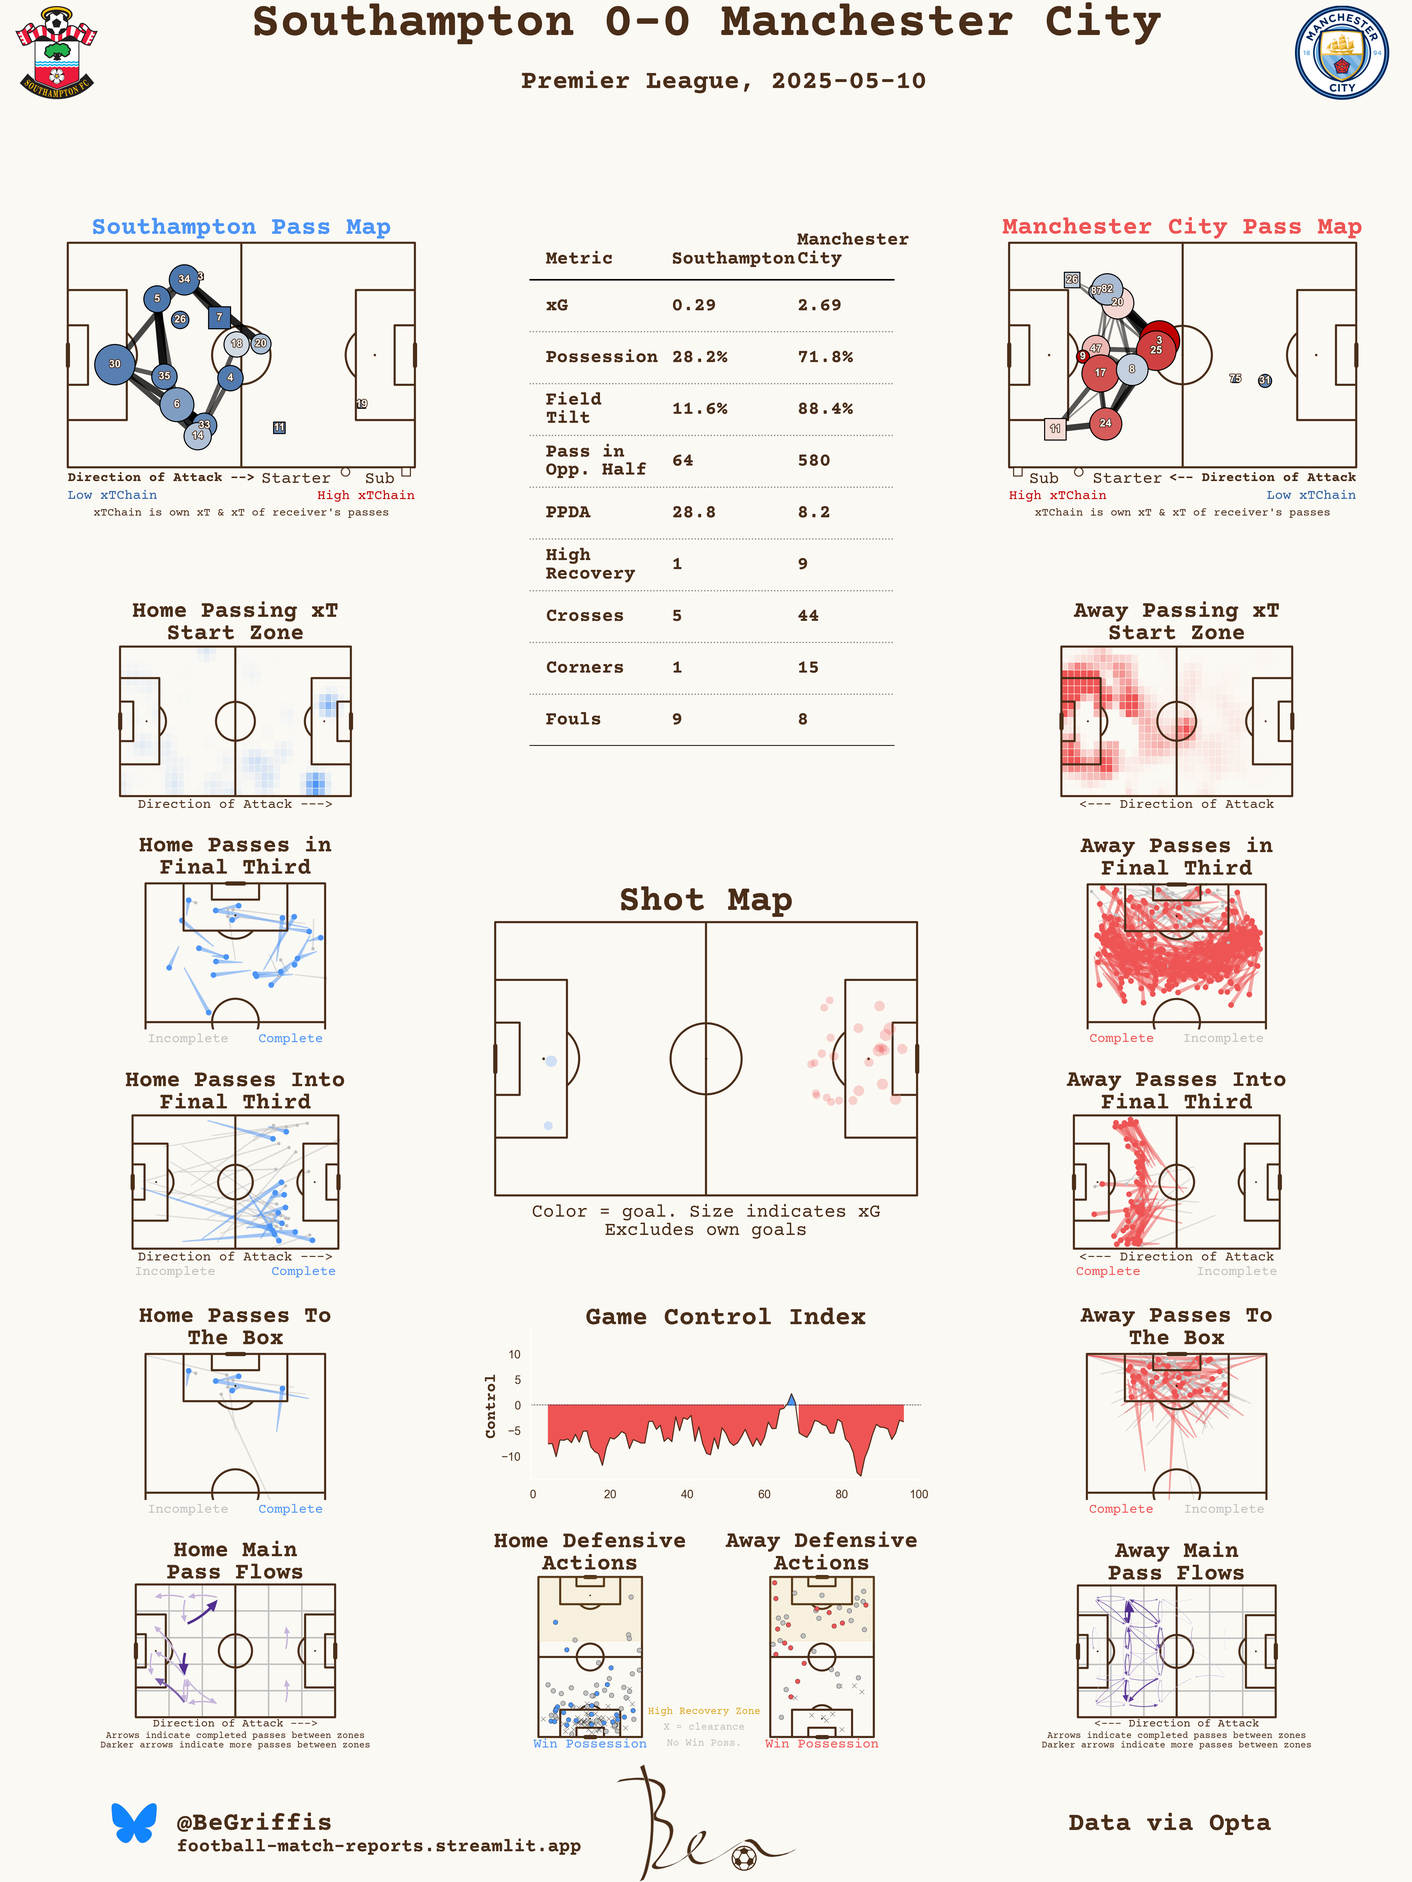 Southampton 0-0 Manchester City
Premier League, 2025-05-10
SOUTHAMPTON FC
MANCHESTER
18 94
CITY
Southampton Pass Map
34
3
5
26
7
18
20
30
35
4
6
33
14
11
19
Direction of Attack --> Starter Sub
Low xTChain High xTChain
xTChain is own xT & xT of receiver's passes
Metric Southampton Manchester City
xG 0.29 2.69
Possession 28.2% 71.8%
Field Tilt 11.6% 88.4%
Pass in Opp. Half 64 580
PPDA 28.8 8.2
High Recovery 1 9
Crosses 5 44
Corners 1 15
Fouls 9 8
Manchester City Pass Map
26
87
82
20
3
25
47
9
17
8
75
31
11
24
Sub Starter <-- Direction of Attack
High xTChain Low xTChain
xTChain is own xT & xT of receiver's passes
Home Passing xT
Start Zone
Direction of Attack --->
Away Passing xT
Start Zone
<--- Direction of Attack
Home Passes in
Final Third
Incomplete Complete
Away Passes in
Final Third
Complete Incomplete
Shot Map
Color = goal. Size indicates xG
Excludes own goals
Home Passes Into
Final Third
Direction of Attack --->
Incomplete Complete
Away Passes Into
Final Third
<--- Direction of Attack
Complete Incomplete
Home Passes To
The Box
Incomplete Complete
Game Control Index
Control
10
5
0
−5
−10
0 20 40 60 80 100
Away Passes To
The Box
Complete Incomplete
Home Main
Pass Flows
Direction of Attack --->
Arrows indicate completed passes between zones
Darker arrows indicate more passes between zones
Home Defensive
Actions
Win Possession
High Recovery Zone
X = clearance
No Win Poss.
Away Defensive
Actions
Win Possession
Away Main
Pass Flows
<--- Direction of Attack
Arrows indicate completed passes between zones
Darker arrows indicate more passes between zones
@BeGriffis
football-match-reports.streamlit.app
Ben
Data via Opta